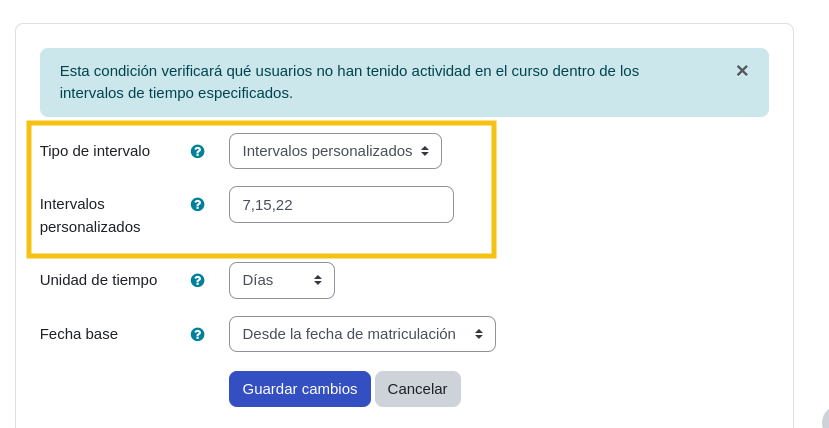 Esta condición verificará qué usuarios no han tenido actividad en el curso dentro de los
intervalos de tiempo especificados.
×
Tipo de intervalo ? Intervalos personalizados
Intervalos
personalizados ? 7,15,22
Unidad de tiempo ? Días
Fecha base ? Desde la fecha de matriculación
Guardar cambios Cancelar